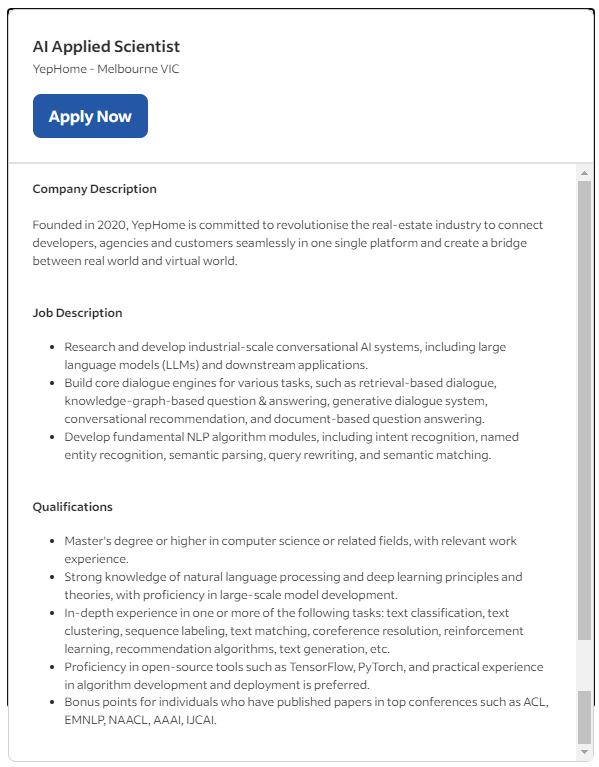 AI Applied Scientist
YepHome - Melbourne VIC
Apply Now
Company Description
Founded in 2020, YepHome is committed to revolutionise the real-estate industry to connect
developers, agencies and customers seamlessly in one single platform and create a bridge
between real world and virtual world.
Job Description
• Research and develop industrial-scale conversational AI systems, including large
language models (LLMs) and downstream applications.
• Build core dialogue engines for various tasks, such as retrieval-based dialogue,
knowledge-graph-based question & answering, generative dialogue system,
conversational recommendation, and document-based question answering.
• Develop fundamental NLP algorithm modules, including intent recognition, named
entity recognition, semantic parsing, query rewriting, and semantic matching.
Qualifications
• Master's degree or higher in computer science or related fields, with relevant work
experience.
• Strong knowledge of natural language processing and deep learning principles and
theories, with proficiency in large-scale model development.
• In-depth experience in one or more of the following tasks: text classification, text
clustering, sequence labeling, text matching, coreference resolution, reinforcement
learning, recommendation algorithms, text generation, etc.
• Proficiency in open-source tools such as TensorFlow, PyTorch, and practical experience
in algorithm development and deployment is preferred.
• Bonus points for individuals who have published papers in top conferences such as ACL,
EMNLP, NAACL, AAAI, IJCAI.